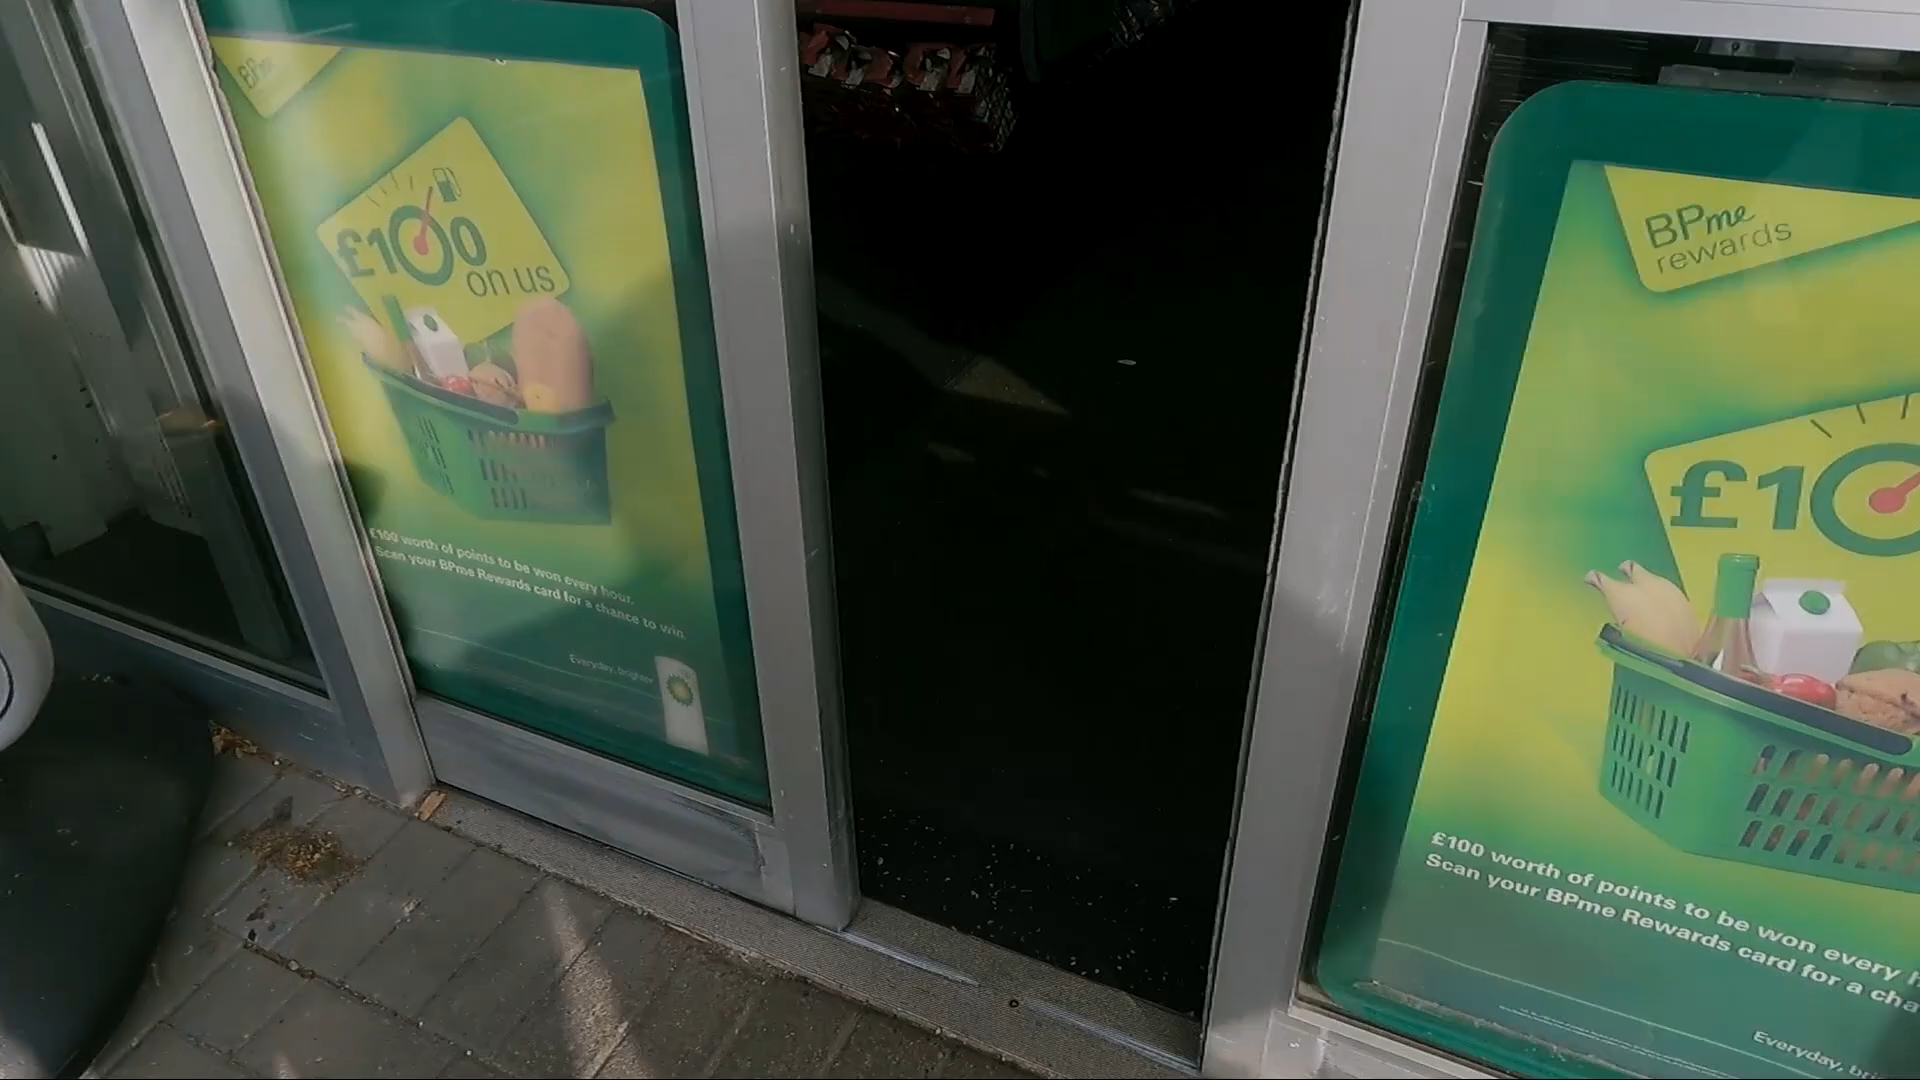 BPme
£100
on us
£100 worth of points to be won every hour.
Scan your BPme Rewards card for a chance to win.
Everyday, brighter
BPme
rewards
£10
£100 worth of points to be won every
Scan your BPme Rewards card for a
Everyday,